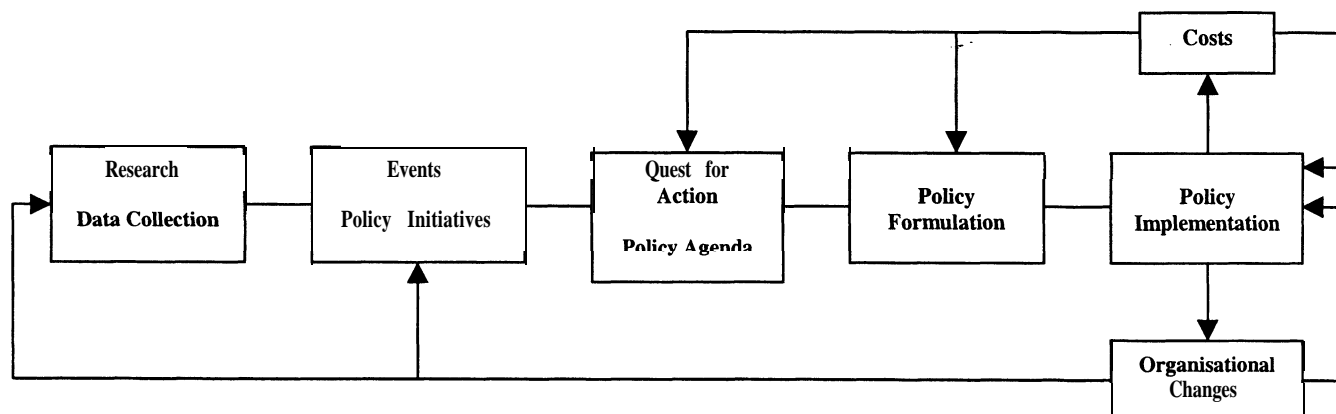 Costs
Research
Data Collection
Events
Policy Initiatives
Quest for
Action
Policy Agenda
Policy
Formulation
Policy
Implementation
Organisational
Changes